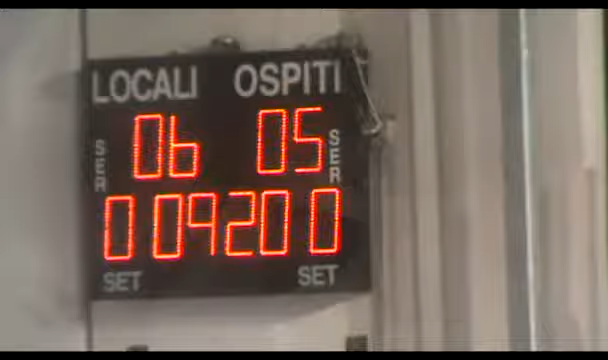 LOCALI OSPITI
SER 06 05 SER
0 0920 0
SET SET